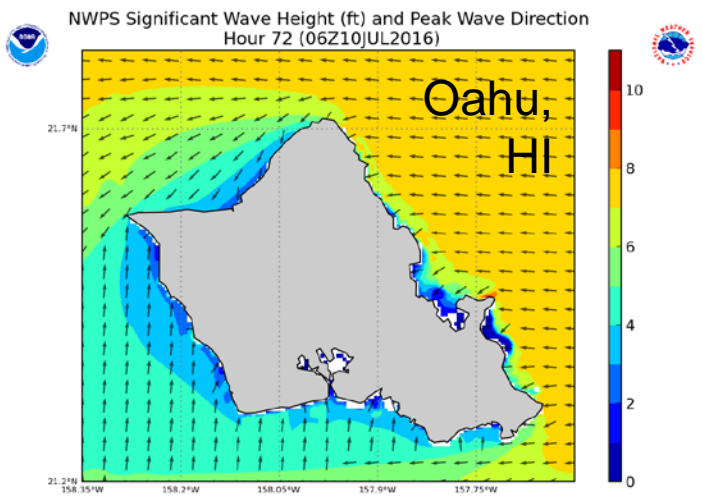 NWPS Significant Wave Height (ft) and Peak Wave Direction
Hour 72 (06Z10JUL2016)
NOAA
Oahu,
HI
21.7°N
21.2°N
158.35°W
158.2°W
158.05°W
157.9°W
157.75°W
10
8
6
4
2
0